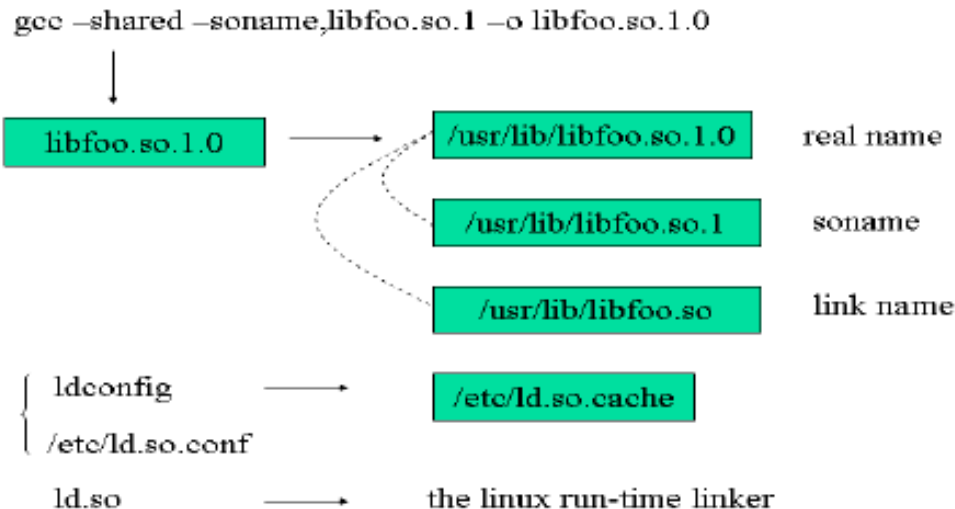 gcc –shared –soname,libfoo.so.1 –o libfoo.so.1.0
libfoo.so.1.0
/usr/lib/libfoo.so.1.0
real name
/usr/lib/libfoo.so.1
soname
/usr/lib/libfoo.so
link name
ldconfig
/etc/ld.so.cache
/etc/ld.so.conf
ld.so
the linux run-time linker